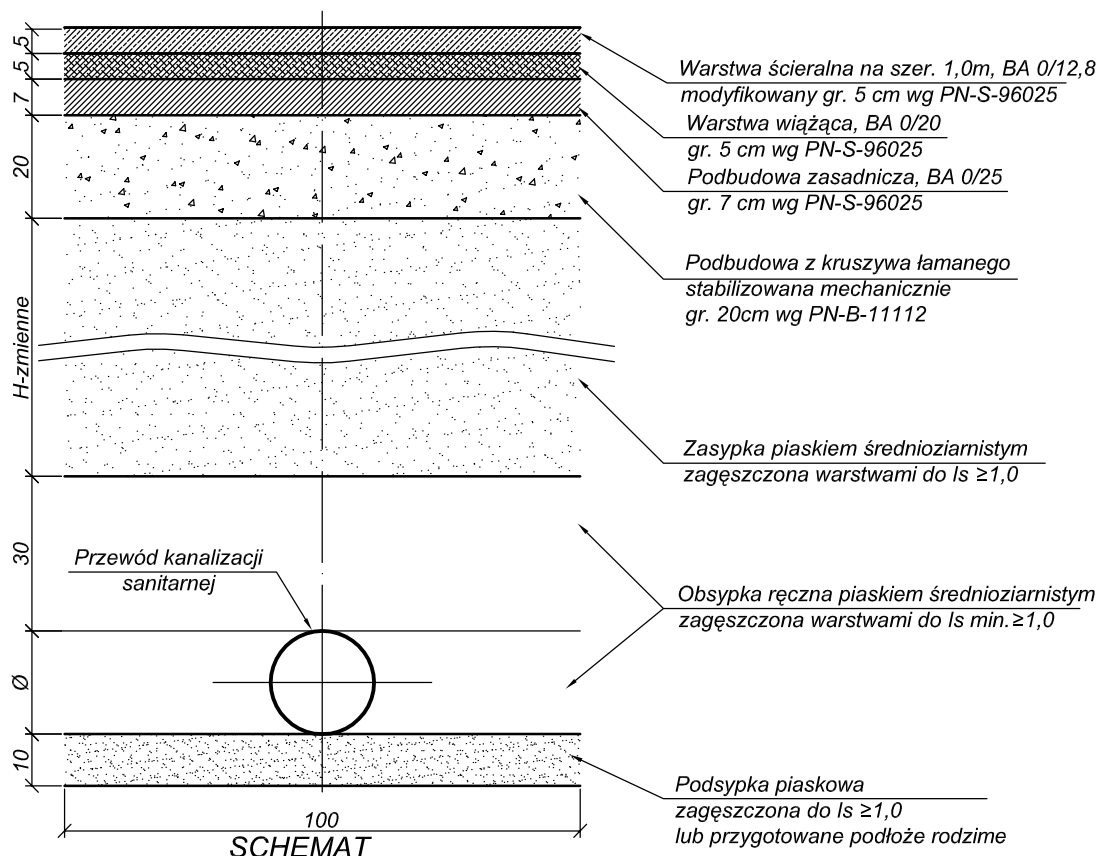 5
5
7
20
H-zmienne
30
Ø
10
Warstwa ścieralna na szer. 1,0m, BA 0/12,8
modyfikowany gr. 5 cm wg PN-S-96025
Warstwa wiążąca, BA 0/20
gr. 5 cm wg PN-S-96025
Podbudowa zasadnicza, BA 0/25
gr. 7 cm wg PN-S-96025
Podbudowa z kruszywa łamanego
stabilizowana mechanicznie
gr. 20cm wg PN-B-11112
Zasypka piaskiem średnioziarnistym
zagęszczona warstwami do Is ≥1,0
Przewód kanalizacji
sanitarnej
Obsypka ręczna piaskiem średnioziarnistym
zagęszczona warstwami do Is min.≥1,0
Podsypka piaskowa
zagęszczona do Is ≥1,0
lub przygotowane podłoże rodzime
100
SCHEMAT